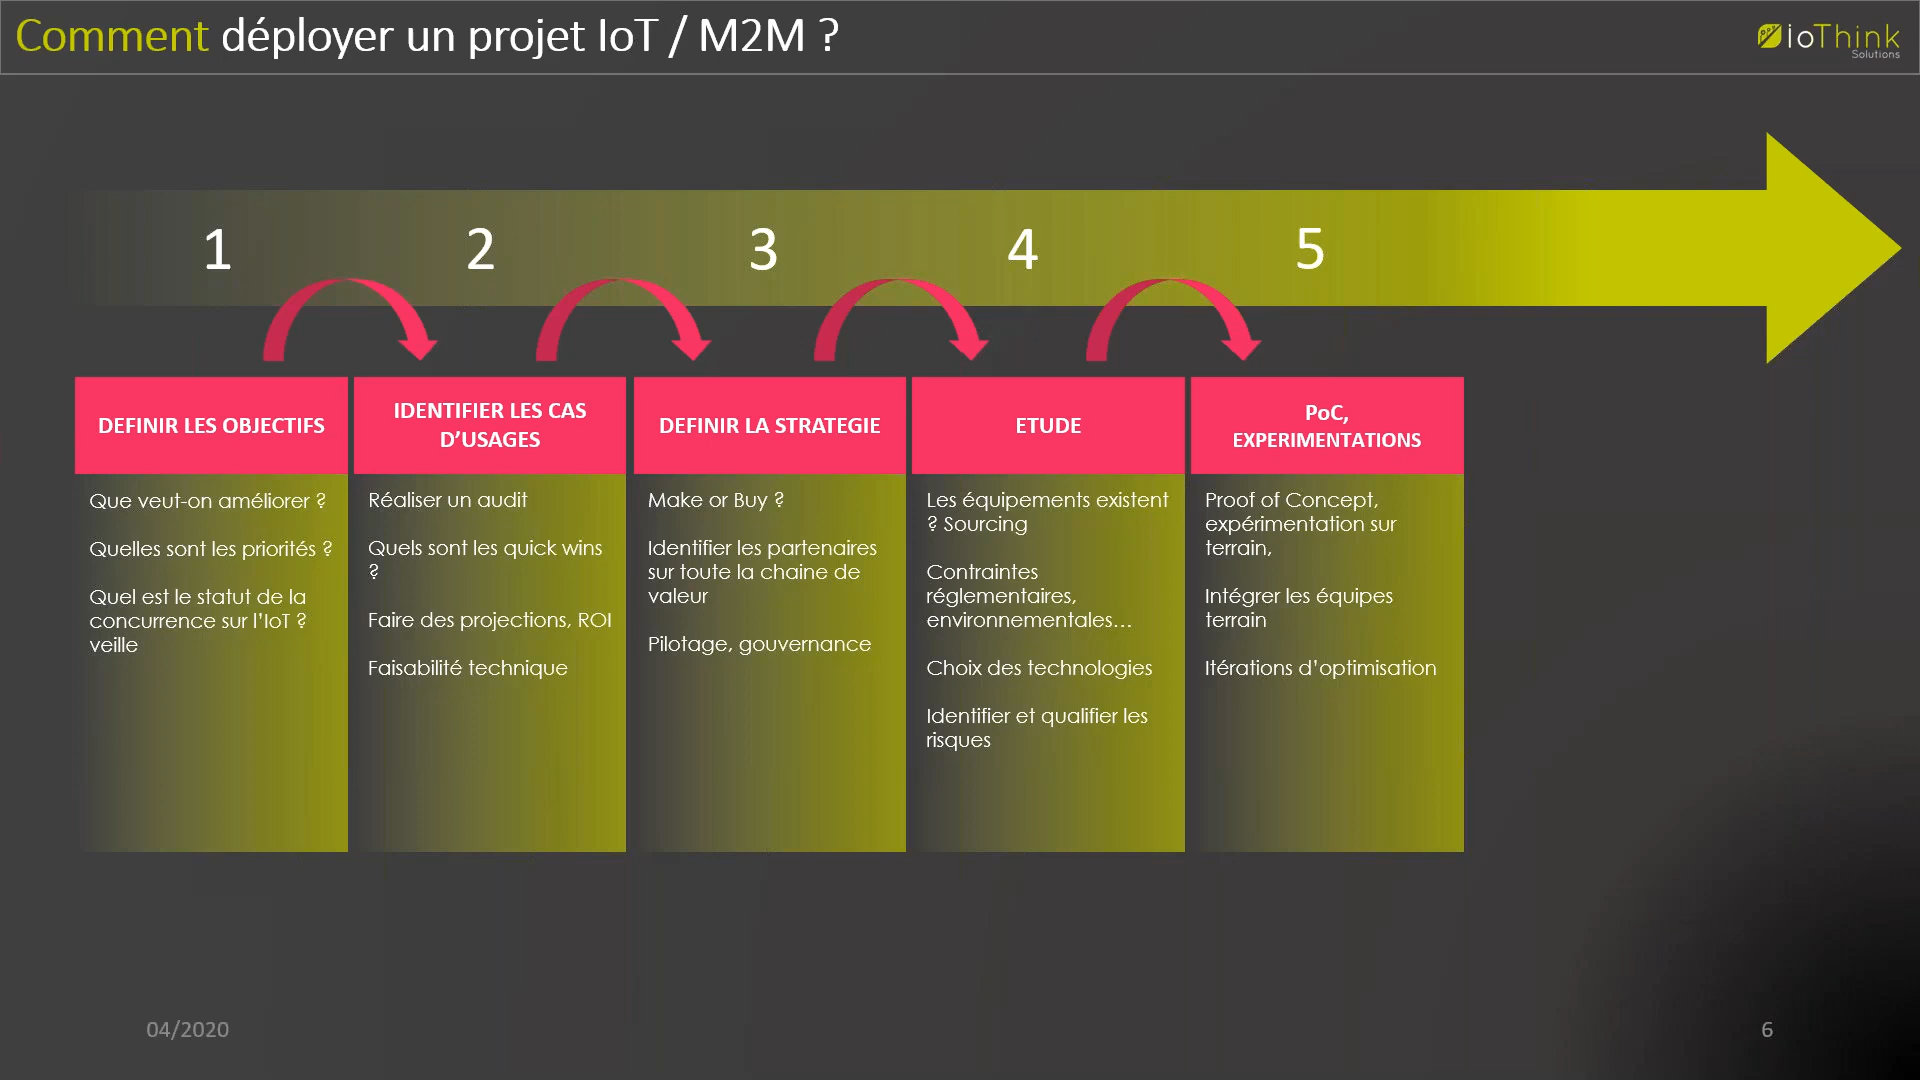 Comment déployer un projet IoT / M2M ?
ioThink
Solutions
1
2
3
4
5
DEFINIR LES OBJECTIFS
Que veut-on améliorer ?
Quelles sont les priorités ?
Quel est le statut de la
concurrence sur l’IoT ?
veille
IDENTIFIER LES CAS
D’USAGES
Réaliser un audit
Quels sont les quick wins
?
Faire des projections, ROI
Faisabilité technique
DEFINIR LA STRATEGIE
Make or Buy ?
Identifier les partenaires
sur toute la chaine de
valeur
Pilotage, gouvernance
ETUDE
Les équipements existent
? Sourcing
Contraintes
réglementaires,
environnementales…
Choix des technologies
Identifier et qualifier les
risques
PoC,
EXPERIMENTATIONS
Proof of Concept,
expérimentation sur
terrain,
Intégrer les équipes
terrain
Itérations d’optimisation
04/2020
6